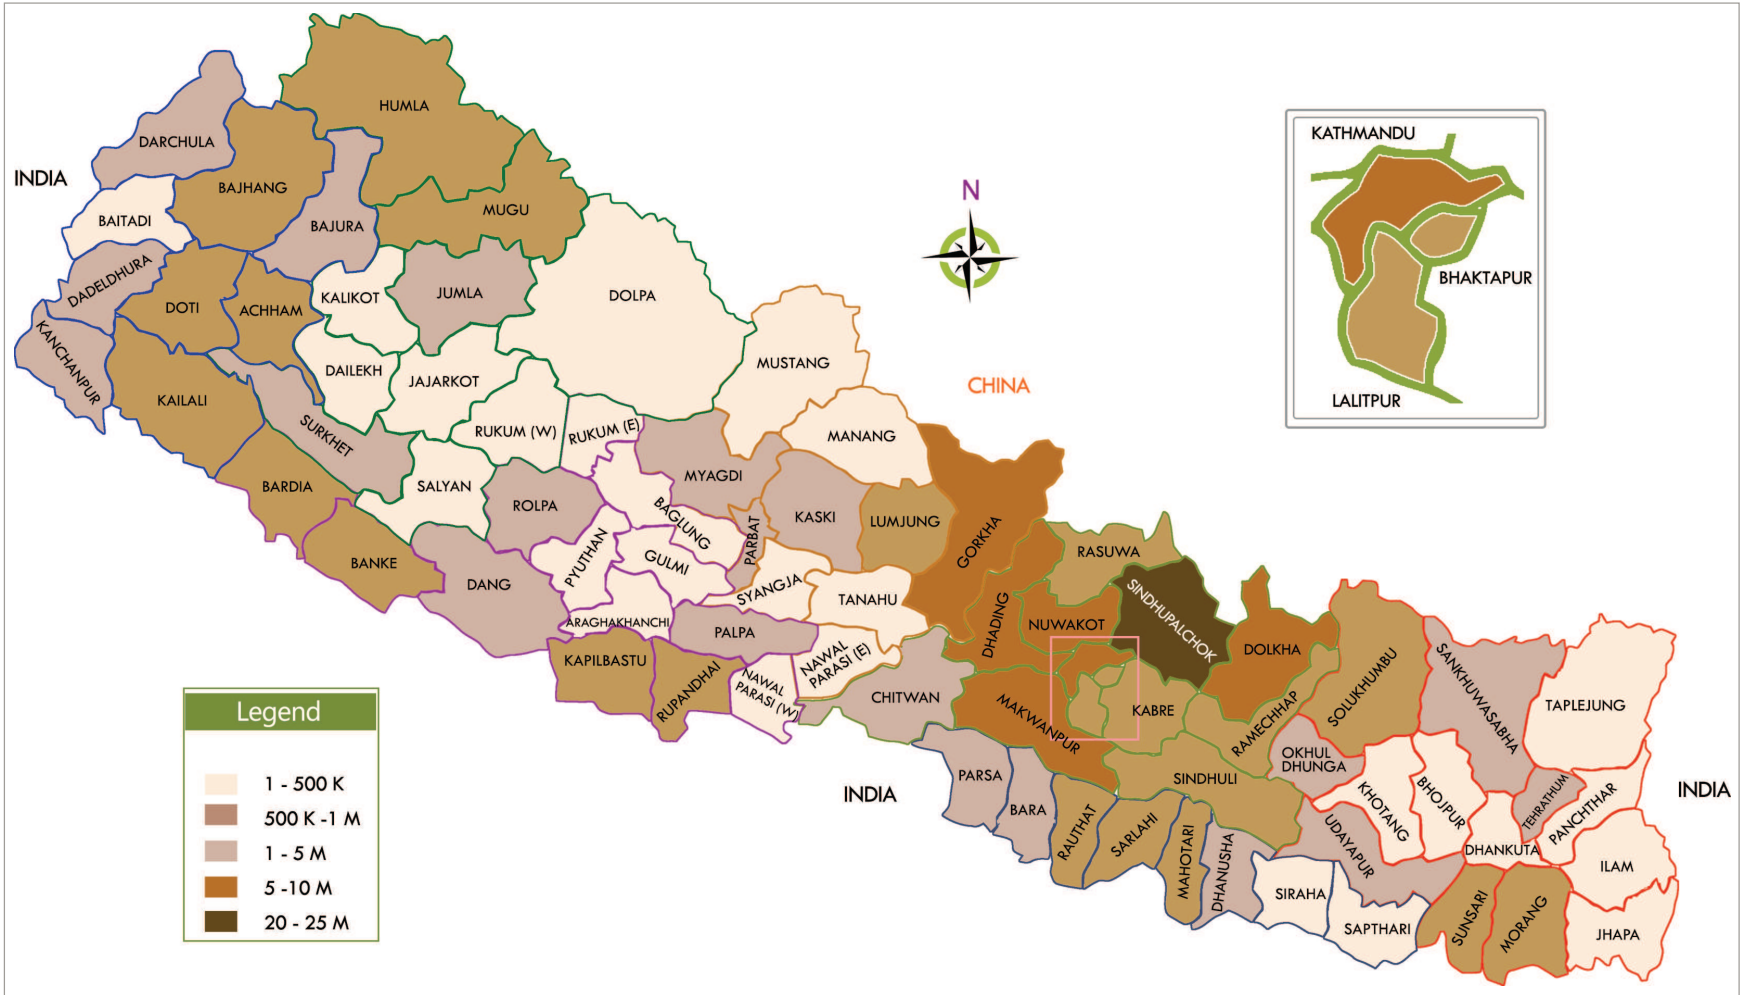 HUMLA
DARCHULA
INDIA
BAJHANG
BAITADI
BAJURA
MUGU
DADELDHURA
DOTI
ACHHAM
KALIKOT
JUMLA
DOLPA
KANCHANPUR
KAILALI
DAILEKH
JAJARKOT
MUSTANG
SURKHET
RUKUM (W)
RUKUM (E)
MANANG
BARDIA
SALYAN
ROLPA
MYAGDI
BAGLUNG
PARBAT
KASKI
LUMJUNG
GORKHA
BANKE
DANG
PYUTHAN
GULMI
SYANGJA
TANAHU
ARAGHAKHANCHI
PALPA
KAPILBASTU
RUPANDHAI
NAWAL
PARASI (W)
NAWAL
PARASI (E)
CHITWAN
N
CHINA
KATHMANDU
BHAKTAPUR
LALITPUR
RASUWA
DHADING
NUWAKOT
SINDHUPALCHOK
DOLKHA
MAKWANPUR
KABRE
RAMECHHAP
SOLUKHUMBU
SANKHUWASABHA
TAPLEJUNG
OKHUL
DHUNGA
SINDHULI
PARSA
BARA
RAUTHAT
SARLAHI
MAHOTARI
DHANUSHA
SIRAHA
SAPTHARI
UDAYAPUR
KHOTANG
BHOJPUR
TEHRATHUM
PANCHTHAR
DHANKUTA
ILAM
SUNSARI
MORANG
JHAPA
INDIA
INDIA
Legend
1 - 500 K
500 K -1 M
1 - 5 M
5 -10 M
20 - 25 M